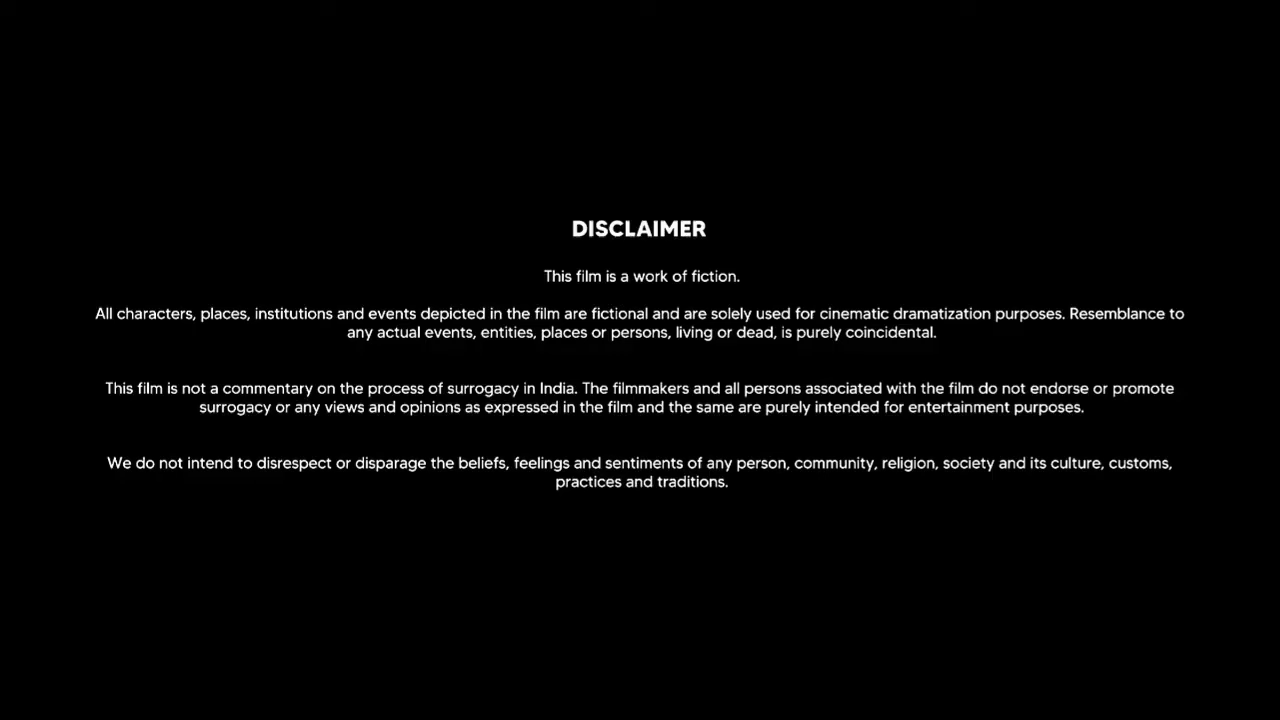 DISCLAIMER
This film is a work of fiction.
All characters, places, institutions and events depicted in the film are fictional and are solely used for cinematic dramatization purposes. Resemblance to
any actual events, entities, places or persons, living or dead, is purely coincidental.
This film is not a commentary on the process of surrogacy in India. The filmmakers and all persons associated with the film do not endorse or promote
surrogacy or any views and opinions as expressed in the film and the same are purely intended for entertainment purposes.
We do not intend to disrespect or disparage the beliefs, feelings and sentiments of any person, community, religion, society and its culture, customs,
practices and traditions.